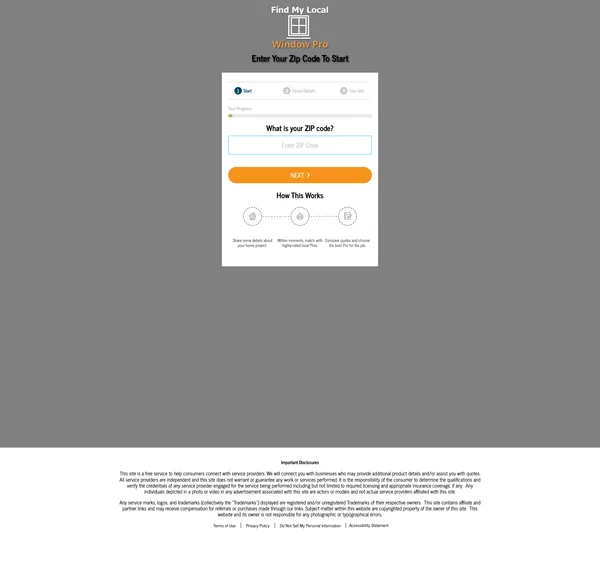 Find My Local
Window Pro
Enter Your Zip Code To Start
1 Start 2 Home Details 3 Your Info
Your Progress
What is your ZIP code?
Enter ZIP Code
NEXT ❯
How This Works
Share some details about Within moments, match with Compare quotes and choose
your home project. highly-rated local Pros. the best Pro for the job.
Important Disclosures
This site is a free service to help consumers connect with service providers. We will connect you with businesses who may provide additional product details and/or assist you with quotes.
All service providers are independent and this site does not warrant or guarantee any work or services performed. It is the responsibility of the consumer to determine the qualifications and
verify the credentials of any service provider engaged for the service being performed including but not limited to required licensing and appropriate insurance coverage, if any. Any
individuals depicted in a photo or video in any advertisement associated with this site are actors or models and not actual service providers affiliated with this site.
Any service marks, logos, and trademarks (collectively the "Trademarks") displayed are registered and/or unregistered Trademarks of their respective owners. This site contains affiliate and
partner links and may receive compensation for referrals or purchases made through our links. Subject matter within this website are copyrighted property of the owner of this site. This
website and its owner is not responsible for any photographic or typographical errors.
Terms of Use | Privacy Policy | Do Not Sell My Personal Information | Accessibility Statement